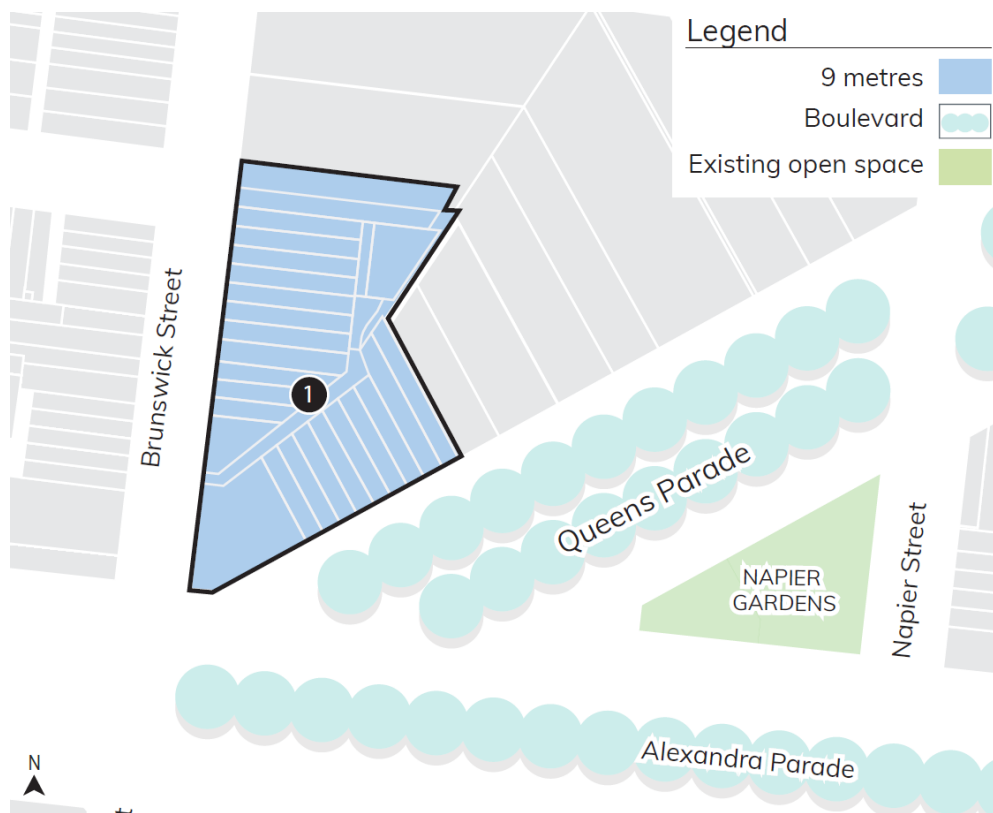 Legend
9 metres
Boulevard
Existing open space
Brunswick Street
1
Queens Parade
NAPIER
GARDENS
Napier Street
Alexandra Parade
N